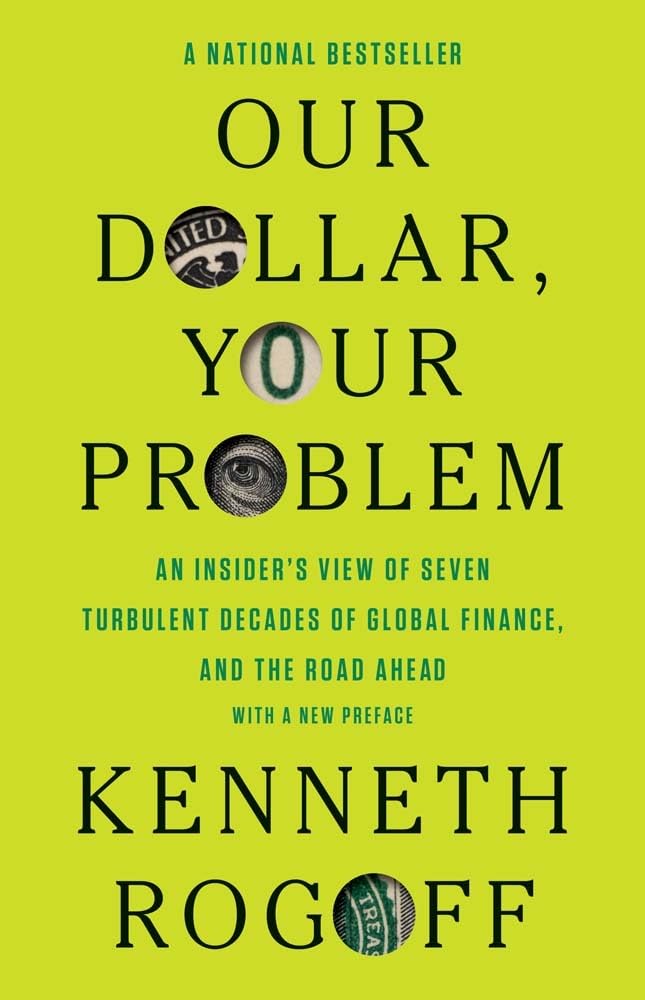 A NATIONAL BESTSELLER
OUR
DOLLAR,
YOUR
PROBLEM
AN INSIDER'S VIEW OF SEVEN
TURBULENT DECADES OF GLOBAL FINANCE,
AND THE ROAD AHEAD
WITH A NEW PREFACE
KENNETH
ROGOFF